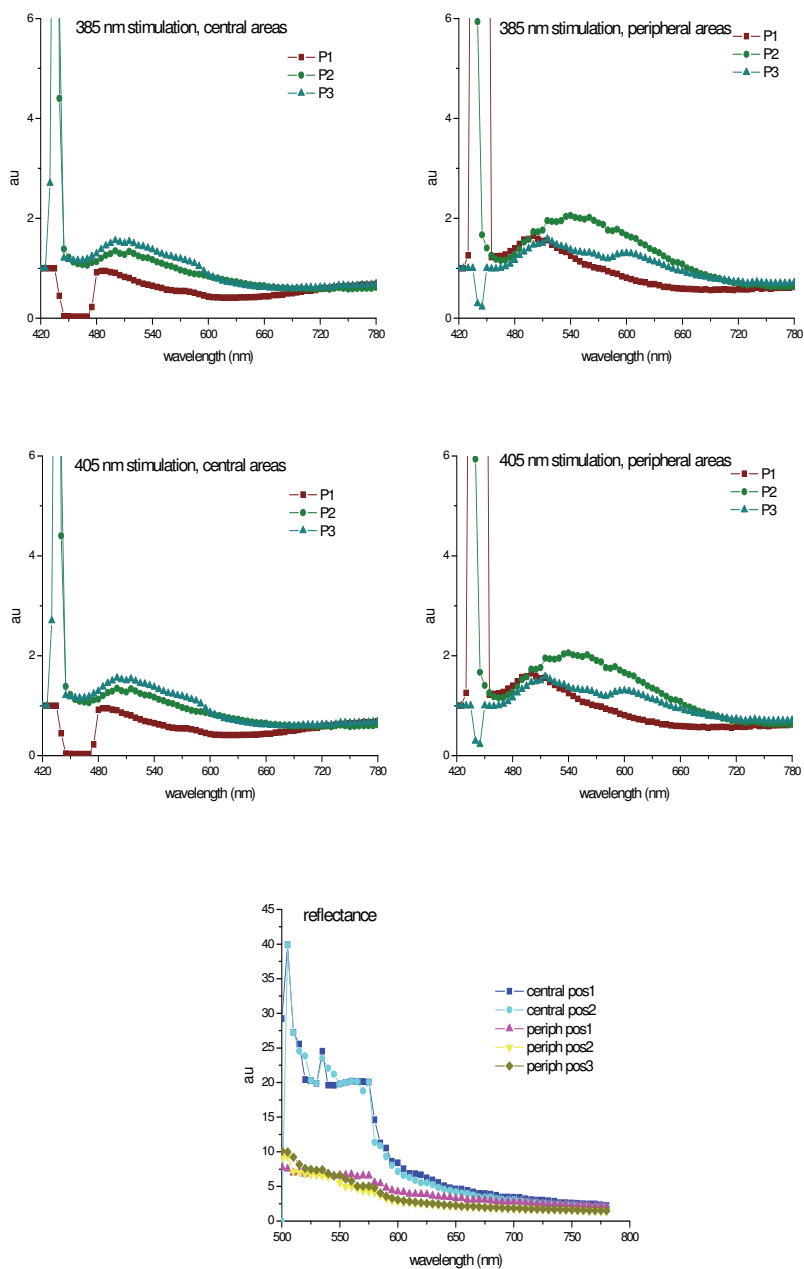 385 nm stimulation, central areas
P1
P2
P3
6
4
2
1
0
au
420 480 540 600 660 720 780
wavelength (nm)
385 nm stimulation, peripheral areas
P1
P2
P3
6
4
2
1
0
au
420 480 540 600 660 720 780
wavelength (nm)
405 nm stimulation, central areas
P1
P2
P3
6
4
2
1
0
au
420 480 540 600 660 720 780
wavelength (nm)
405 nm stimulation, peripheral areas
P1
P2
P3
6
4
2
1
0
au
420 480 540 600 660 720 780
wavelength (nm)
reflectance
central pos1
central pos2
periph pos1
periph pos2
periph pos3
45
40
35
30
25
20
15
10
5
0
au
500 550 600 650 700 750 800
wavelength (nm)